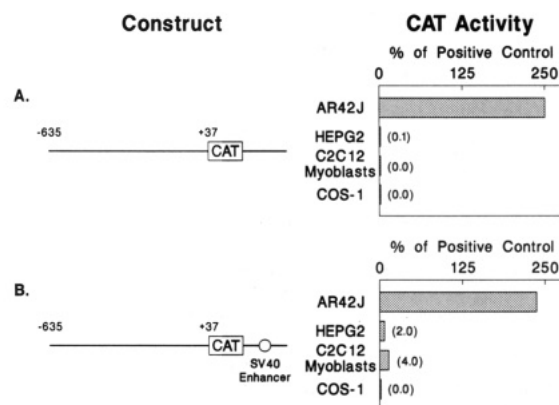 Construct
CAT Activity
% of Positive Control
0 125 250
A.
AR42J
-635 +37
CAT
HEPG2 (0.1)
C2C12
Myoblasts (0.0)
COS-1 (0.0)
% of Positive Control
0 125 250
B.
AR42J
-635 +37
CAT
SV40
Enhancer
HEPG2 (2.0)
C2C12
Myoblasts (4.0)
COS-1 (0.0)